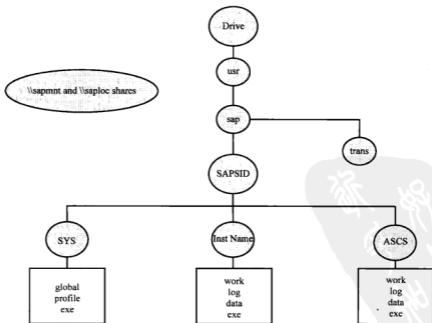 Drive
usr
\\sapmnt and \\saploc shares
sap
trans
SAPSID
SYS
Inst Name
ASCS
global
profile
exe
work
log
data
exe
work
log
data
exe